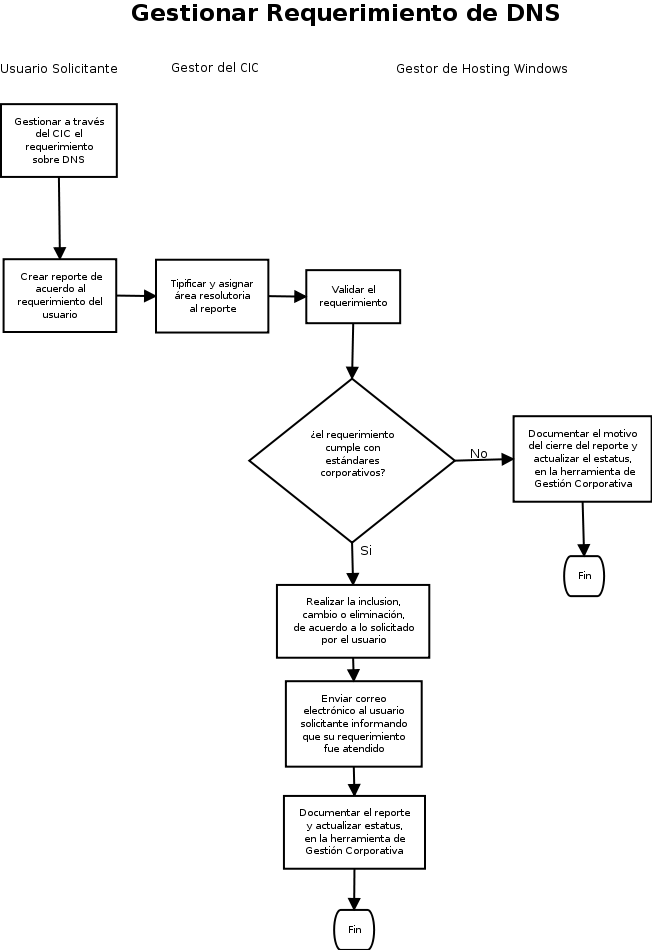 Gestionar Requerimiento de DNS
Usuario Solicitante
Gestor del CIC
Gestor de Hosting Windows
Gestionar a través
del CIC el
requerimiento
sobre DNS
Crear reporte de
acuerdo al
requerimiento del
usuario
Tipificar y asignar
área resolutoria
al reporte
Validar el
requerimiento
¿el requerimiento
cumple con
estándares
corporativos?
No
Documentar el motivo
del cierre del reporte y
actualizar el estatus,
en la herramienta de
Gestión Corporativa
Fin
Si
Realizar la inclusion,
cambio o eliminación,
de acuerdo a lo solicitado
por el usuario
Enviar correo
electrónico al usuario
solicitante informando
que su requerimiento
fue atendido
Documentar el reporte
y actualizar estatus,
en la herramienta de
Gestión Corporativa
Fin